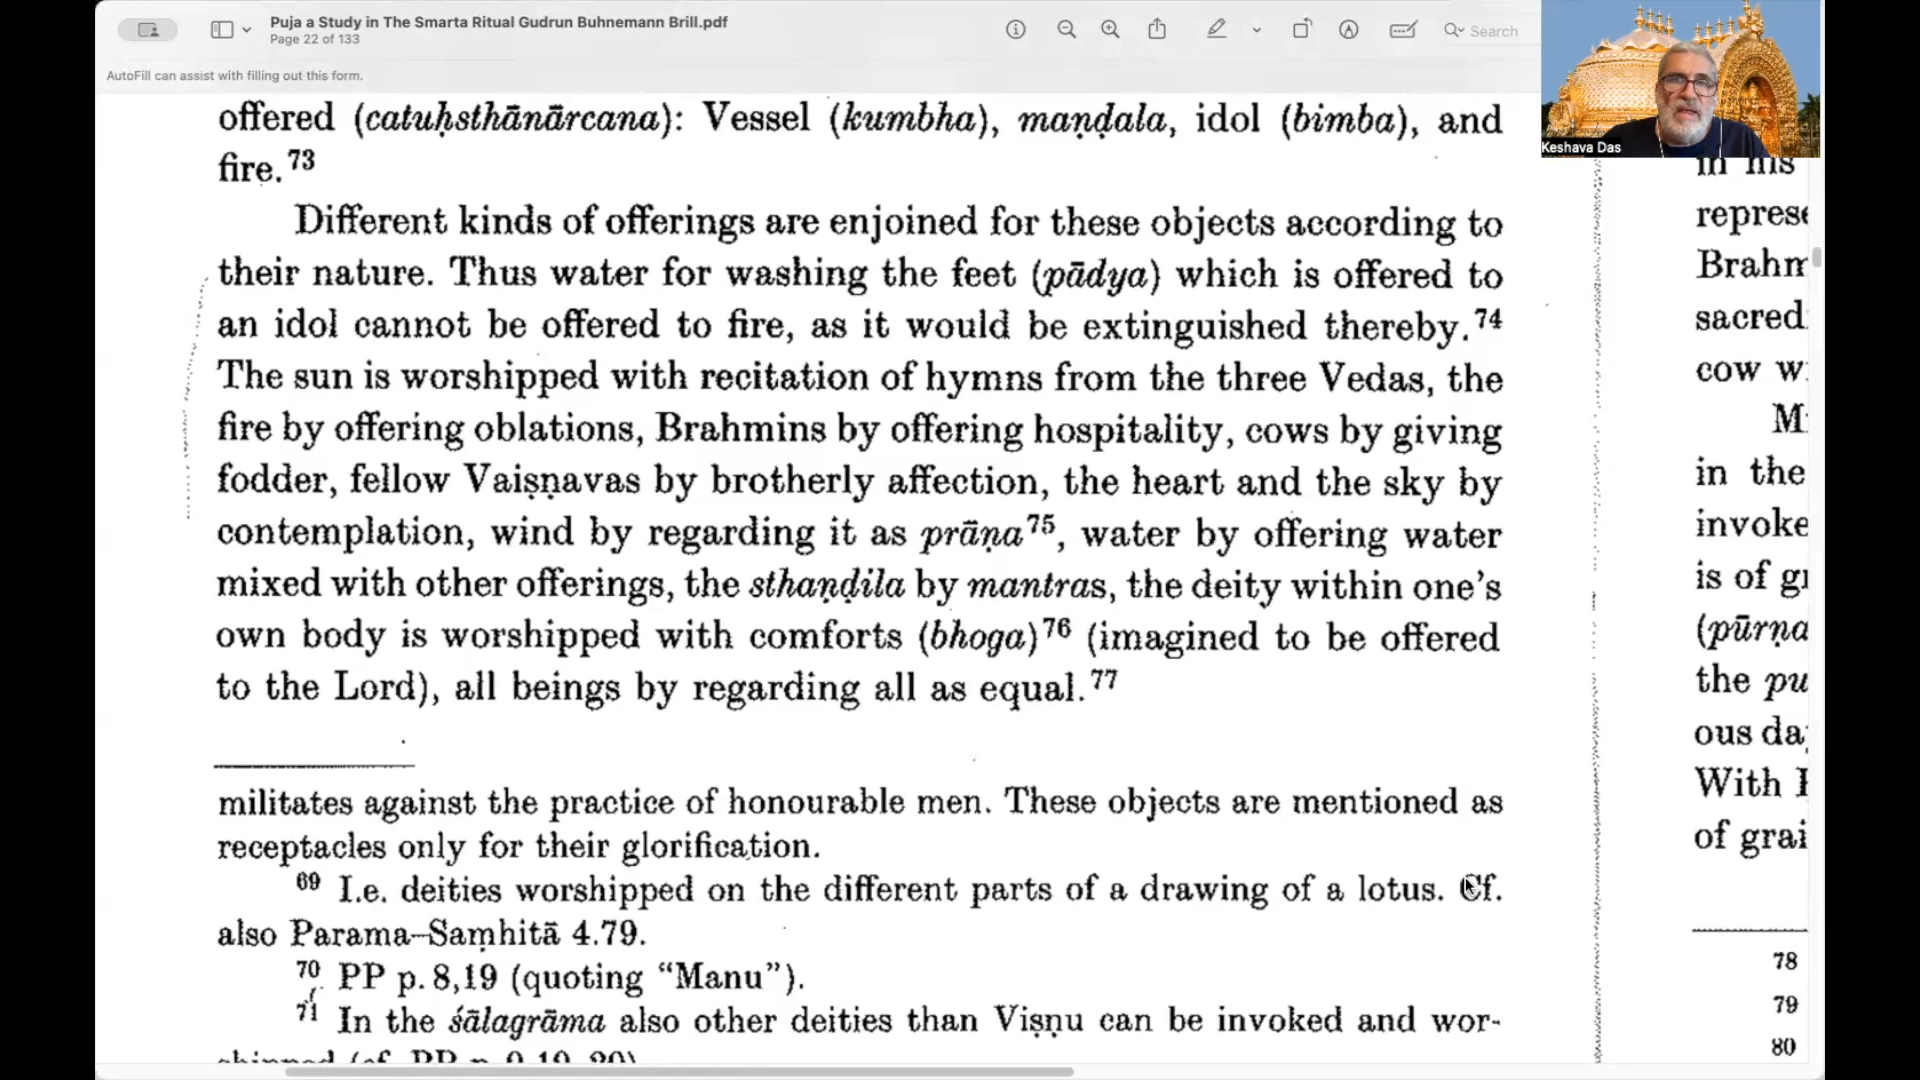 Puja a Study in The Smarta Ritual Gudrun Buhnemann Brill.pdf
Page 22 of 133
Search
AutoFill can assist with filling out this form.
Keshava Das
offered (catuḥsthānārcana): Vessel (kumbha), maṇḍala, idol (bimba), and
fire.73
Different kinds of offerings are enjoined for these objects according to
their nature. Thus water for washing the feet (pādya) which is offered to
an idol cannot be offered to fire, as it would be extinguished thereby.74
The sun is worshipped with recitation of hymns from the three Vedas, the
fire by offering oblations, Brahmins by offering hospitality, cows by giving
fodder, fellow Vaiṣṇavas by brotherly affection, the heart and the sky by
contemplation, wind by regarding it as prāṇa75, water by offering water
mixed with other offerings, the sthaṇḍila by mantras, the deity within one's
own body is worshipped with comforts (bhoga)76 (imagined to be offered
to the Lord), all beings by regarding all as equal.77
militates against the practice of honourable men. These objects are mentioned as
receptacles only for their glorification.
69 I.e. deities worshipped on the different parts of a drawing of a lotus. Cf.
also Parama–Saṃhitā 4.79.
70 PP p. 8,19 (quoting "Manu").
71 In the śālagrāma also other deities than Viṣṇu can be invoked and wor-
in his
represe
Brahm
sacred
cow w
M
in the
invoke
is of g
(pūrṇa
the pu
ous da
With
of grai
78
79
80